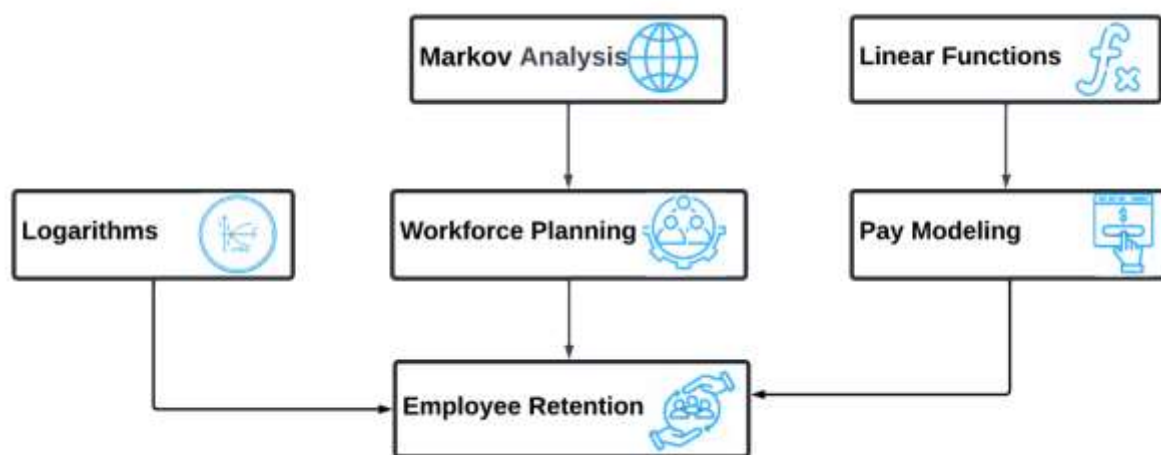 Markov Analysis
Linear Functions
Logarithms
Workforce Planning
Pay Modeling
$
Employee Retention